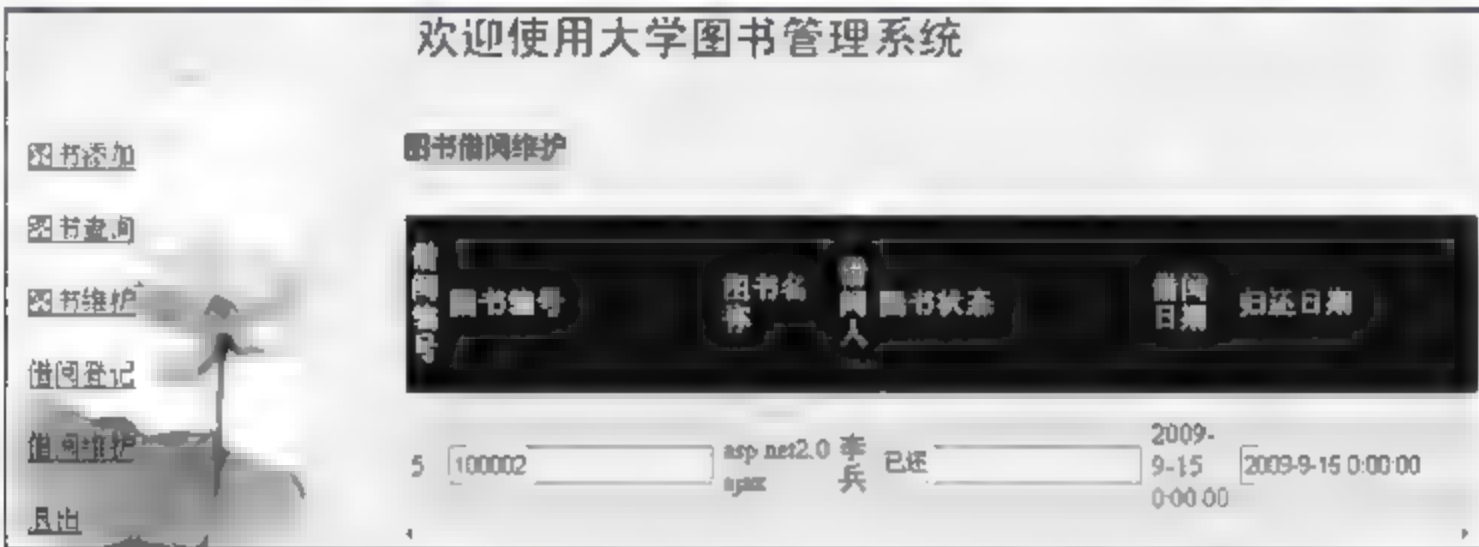 欢迎使用大学图书管理系统
图书添加
图书查询
图书维护
借阅登记
借阅维护
退出
图书借阅维护
借阅编号 图书编号 图书名称 借阅人 图书状态 借阅日期 归还日期
5 100002 asp.net2.0 ajax 李兵 已还 2009-9-15 0:00:00 2009-9-15 0:00:00